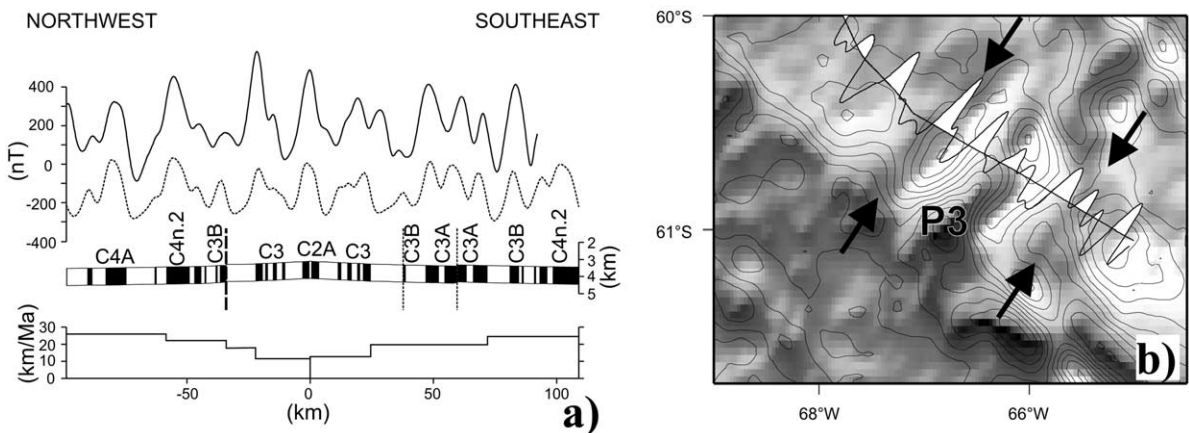 NORTHWEST SOUTHEAST
400
200
0
-200
-400
(nT)
C4A C4n.2 C3B C3 C2A C3 C3B C3A C3A C3B C4n.2
2
3
4
5
(km)
30
20
10
0
(km/Ma)
-50 0 50 100
(km)
a)
60°S
61°S
P3
b)
68°W 66°W